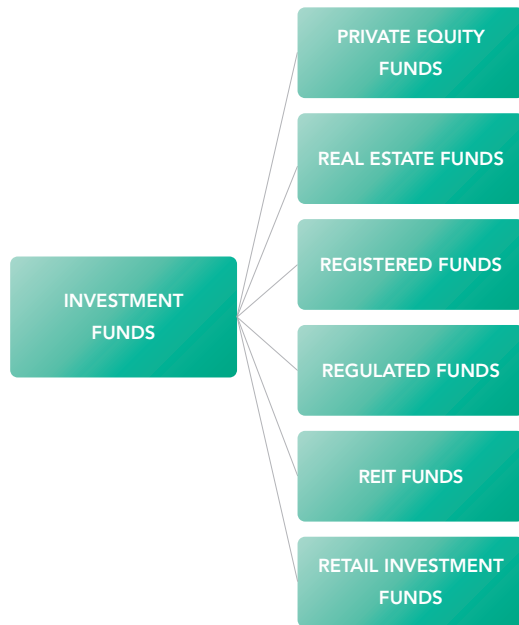 PRIVATE EQUITY
FUNDS
REAL ESTATE FUNDS
REGISTERED FUNDS
INVESTMENT
FUNDS
REGULATED FUNDS
REIT FUNDS
RETAIL INVESTMENT
FUNDS